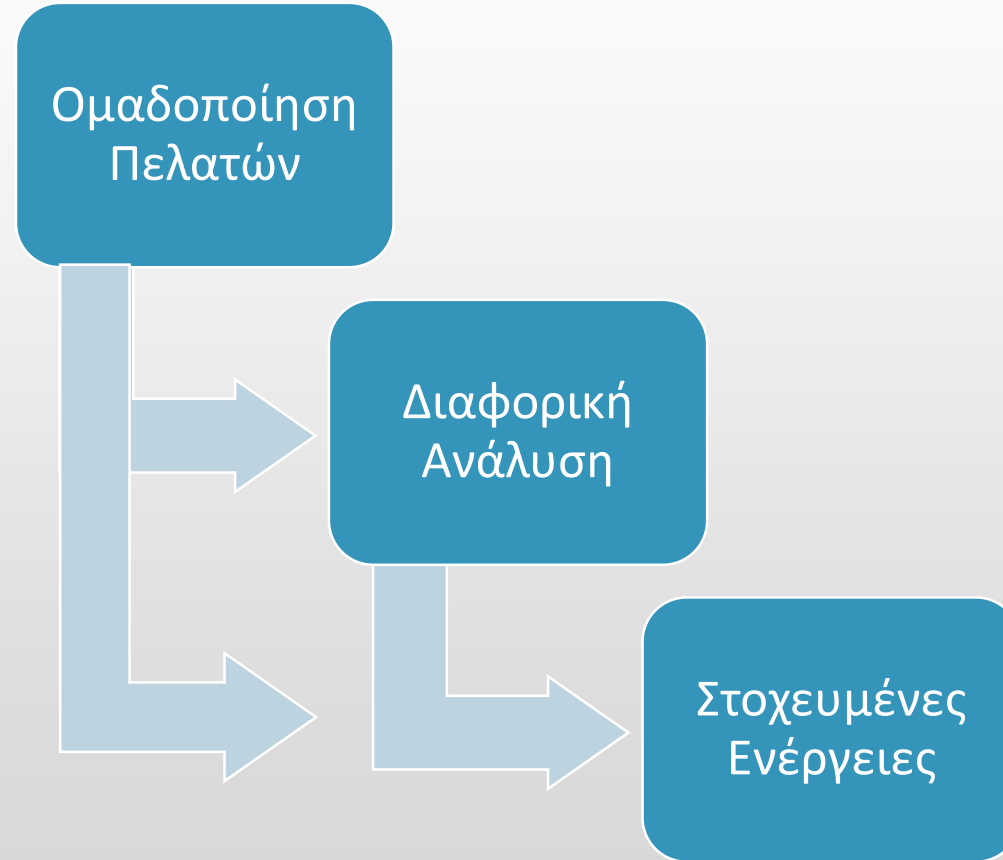 Ομαδοποίηση
Πελατών
Διαφορική
Ανάλυση
Στοχευμένες
Ενέργειες